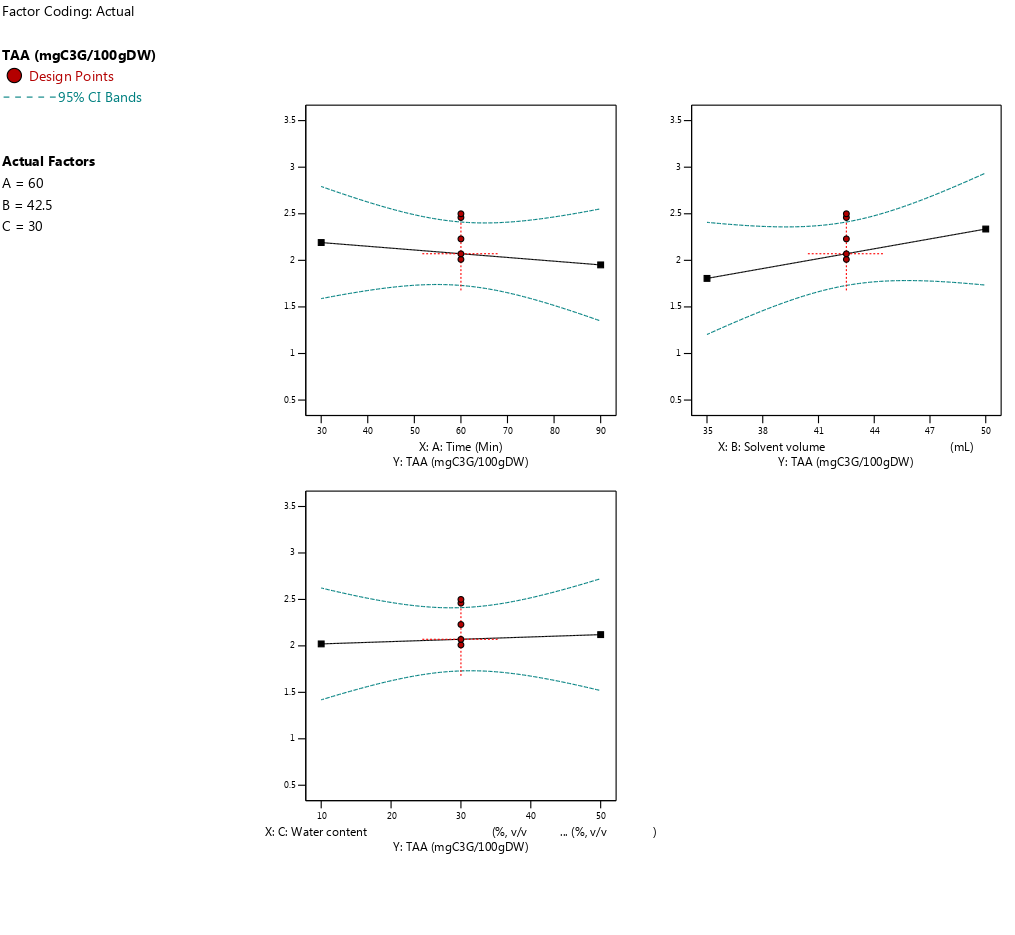 Factor Coding: Actual
TAA (mgC3G/100gDW)
Design Points
95% CI Bands
Actual Factors
A = 60
B = 42.5
C = 30
3.5
3
2.5
2
1.5
1
0.5
30 40 50 60 70 80 90
X: A: Time (Min)
Y: TAA (mgC3G/100gDW)
3.5
3
2.5
2
1.5
1
0.5
35 38 41 44 47 50
X: B: Solvent volume (mL)
Y: TAA (mgC3G/100gDW)
3.5
3
2.5
2
1.5
1
0.5
10 20 30 40 50
X: C: Water content (%, v/v ... (%, v/v )
Y: TAA (mgC3G/100gDW)